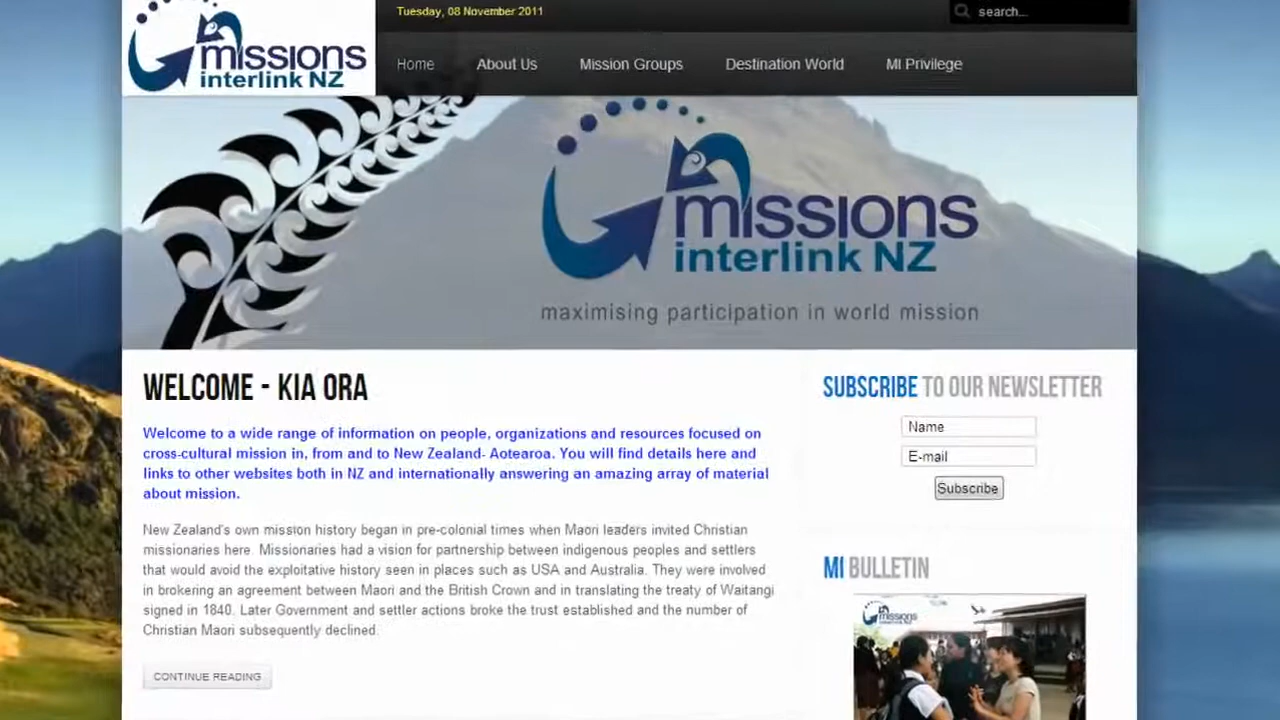 missions
interlink NZ
Tuesday, 08 November 2011
search...
Home
About Us
Mission Groups
Destination World
MI Privilege
missions
interlink NZ
maximising participation in world mission
WELCOME - KIA ORA
Welcome to a wide range of information on people, organizations and resources focused on
cross-cultural mission in, from and to New Zealand- Aotearoa. You will find details here and
links to other websites both in NZ and internationally answering an amazing array of material
about mission.
New Zealand's own mission history began in pre-colonial times when Maori leaders invited Christian
missionaries here. Missionaries had a vision for partnership between indigenous peoples and settlers
that would avoid the exploitative history seen in places such as USA and Australia. They were involved
in brokering an agreement between Maori and the British Crown and in translating the treaty of Waitangi
signed in 1840. Later Government and settler actions broke the trust established and the number of
Christian Maori subsequently declined.
CONTINUE READING
SUBSCRIBE TO OUR NEWSLETTER
Name
E-mail
Subscribe
MI BULLETIN
missions
interlink NZ